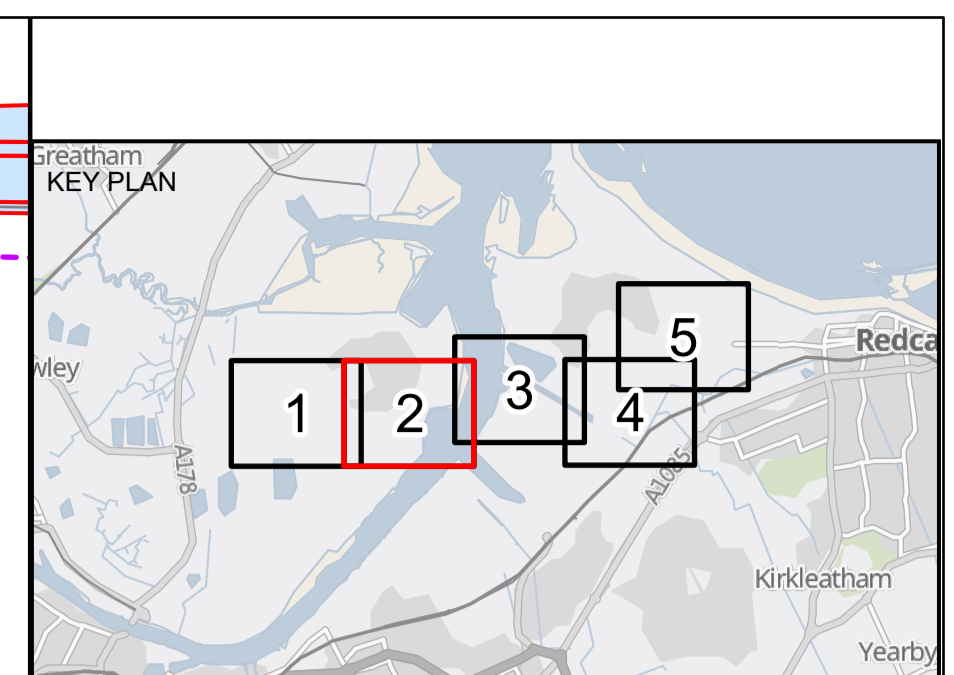 Greatham
KEY PLAN
5
Redca
wley
3
1
2
4
A178
A1085
Kirkleatham
Yearby